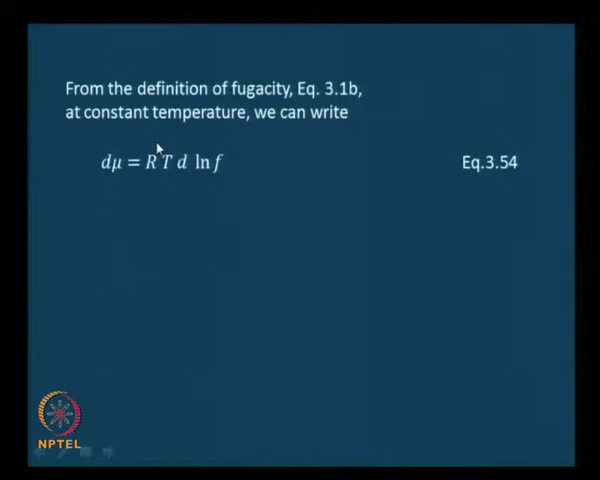 From the definition of fugacity, Eq. 3.1b,
at constant temperature, we can write
dμ = R T d ln f Eq.3.54
NPTEL